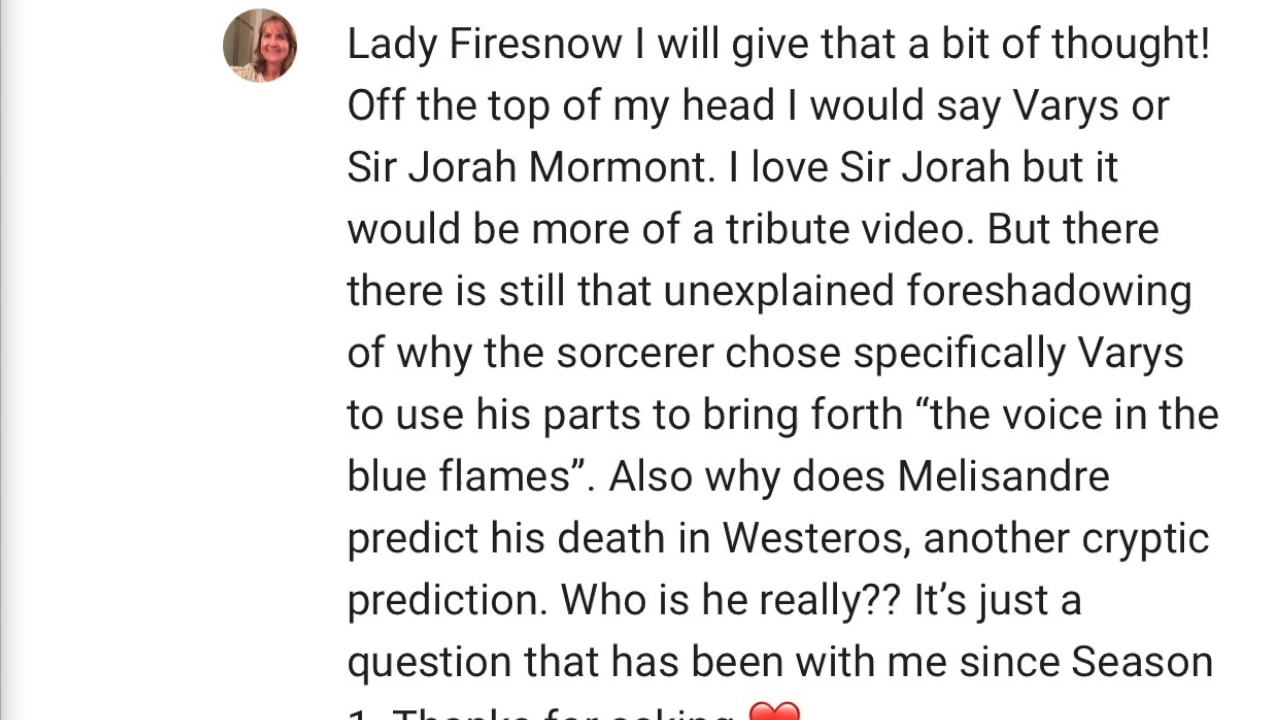 Lady Firesnow I will give that a bit of thought!
Off the top of my head I would say Varys or
Sir Jorah Mormont. I love Sir Jorah but it
would be more of a tribute video. But there
there is still that unexplained foreshadowing
of why the sorcerer chose specifically Varys
to use his parts to bring forth “the voice in the
blue flames”. Also why does Melisandre
predict his death in Westeros, another cryptic
prediction. Who is he really?? It’s just a
question that has been with me since Season
1. Thanks for asking ❤️